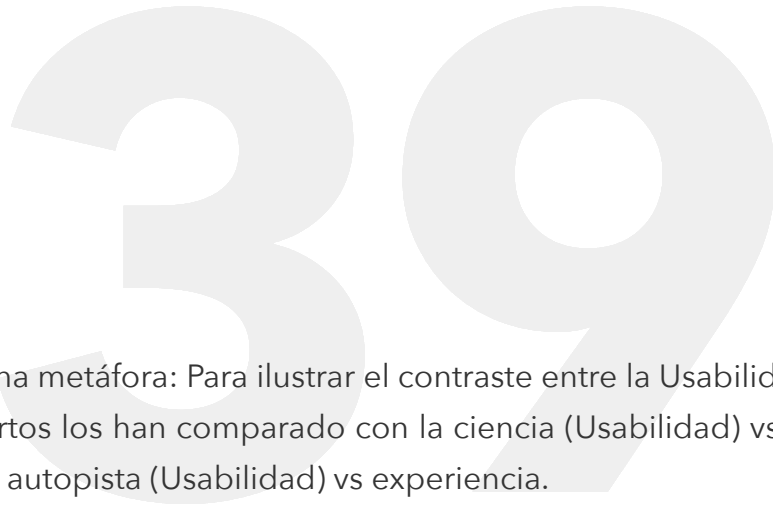 39
na metáfora: Para ilustrar el contraste entre la Usabilid
rtos los han comparado con la ciencia (Usabilidad) vs
autopista (Usabilidad) vs experiencia.